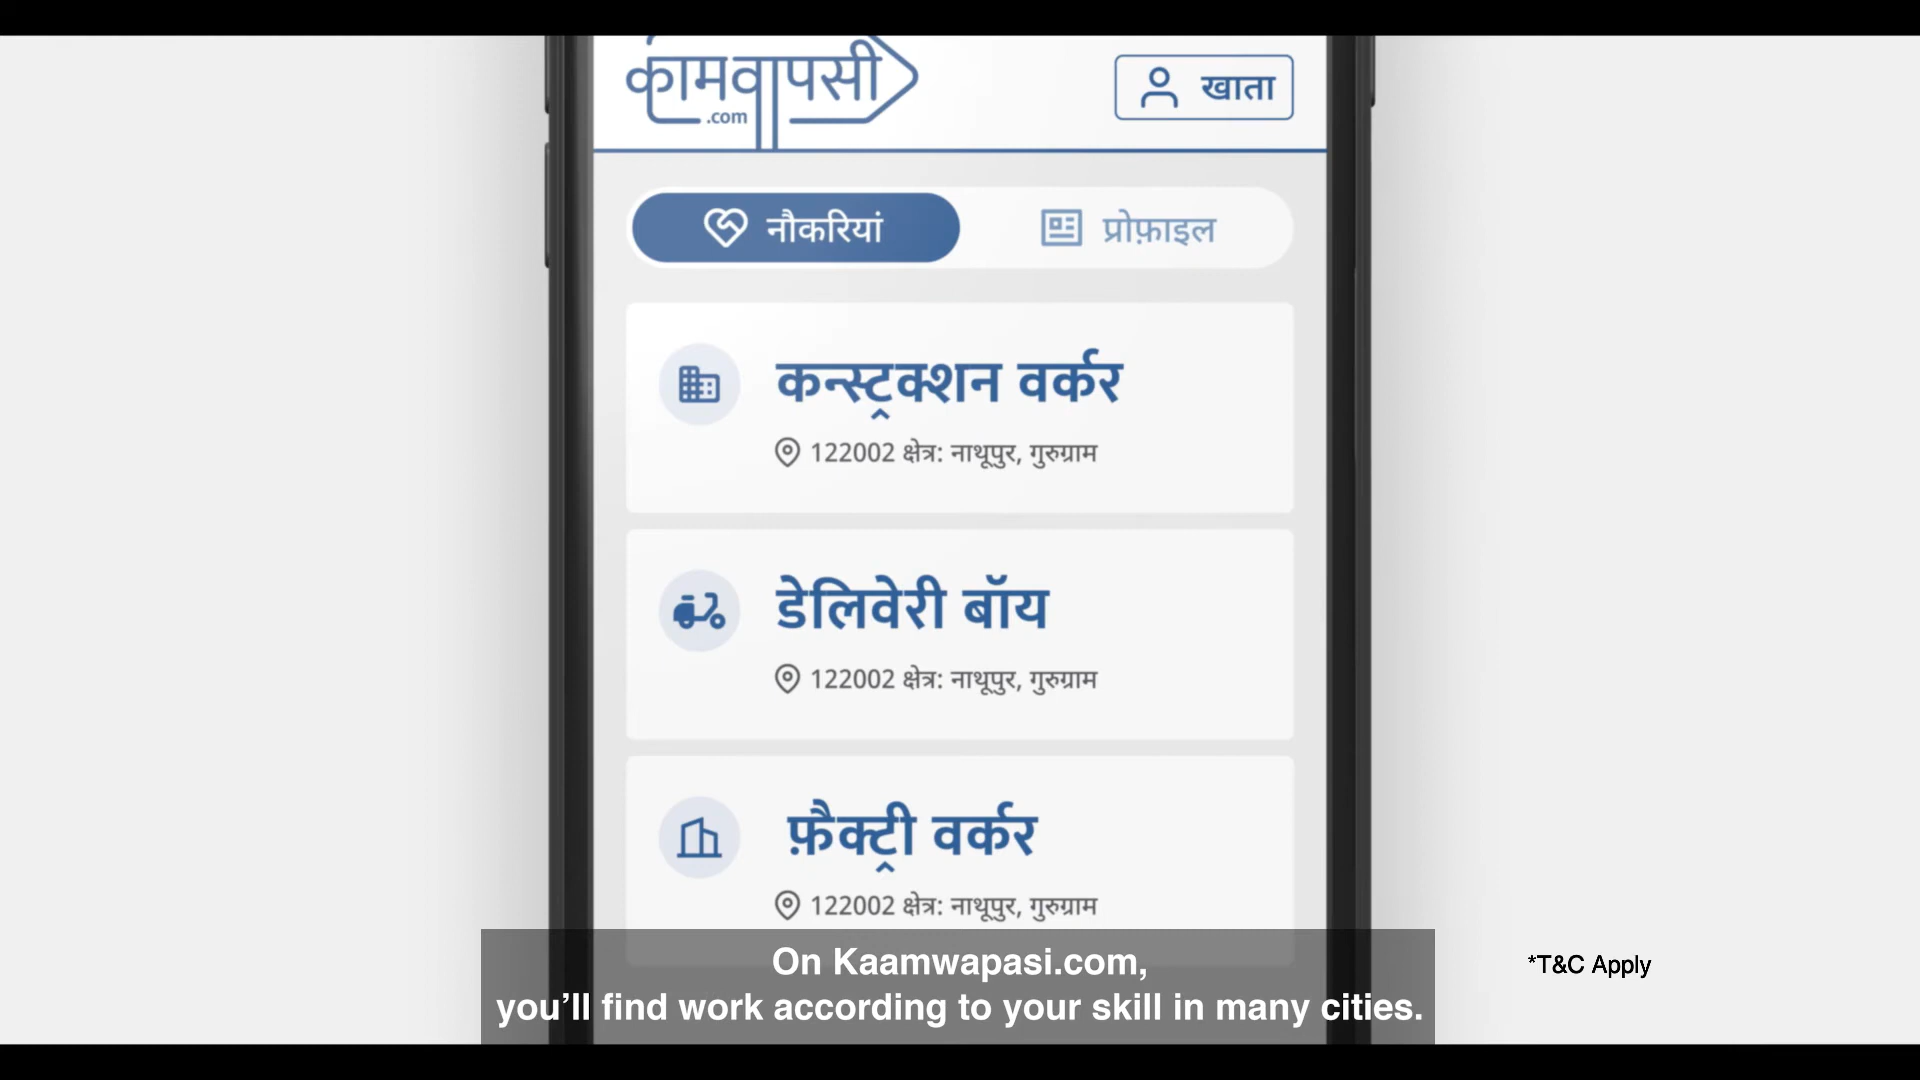 कामवापसी
.com
खाता
नौकरियां
प्रोफ़ाइल
कन्स्ट्रक्शन वर्कर
122002 क्षेत्र: नाथूपुर, गुरुग्राम
डेलिवेरी बॉय
122002 क्षेत्र: नाथूपुर, गुरुग्राम
फ़ैक्ट्री वर्कर
122002 क्षेत्र: नाथूपुर, गुरुग्राम
On Kaamwapasi.com,
you’ll find work according to your skill in many cities.
*T&C Apply